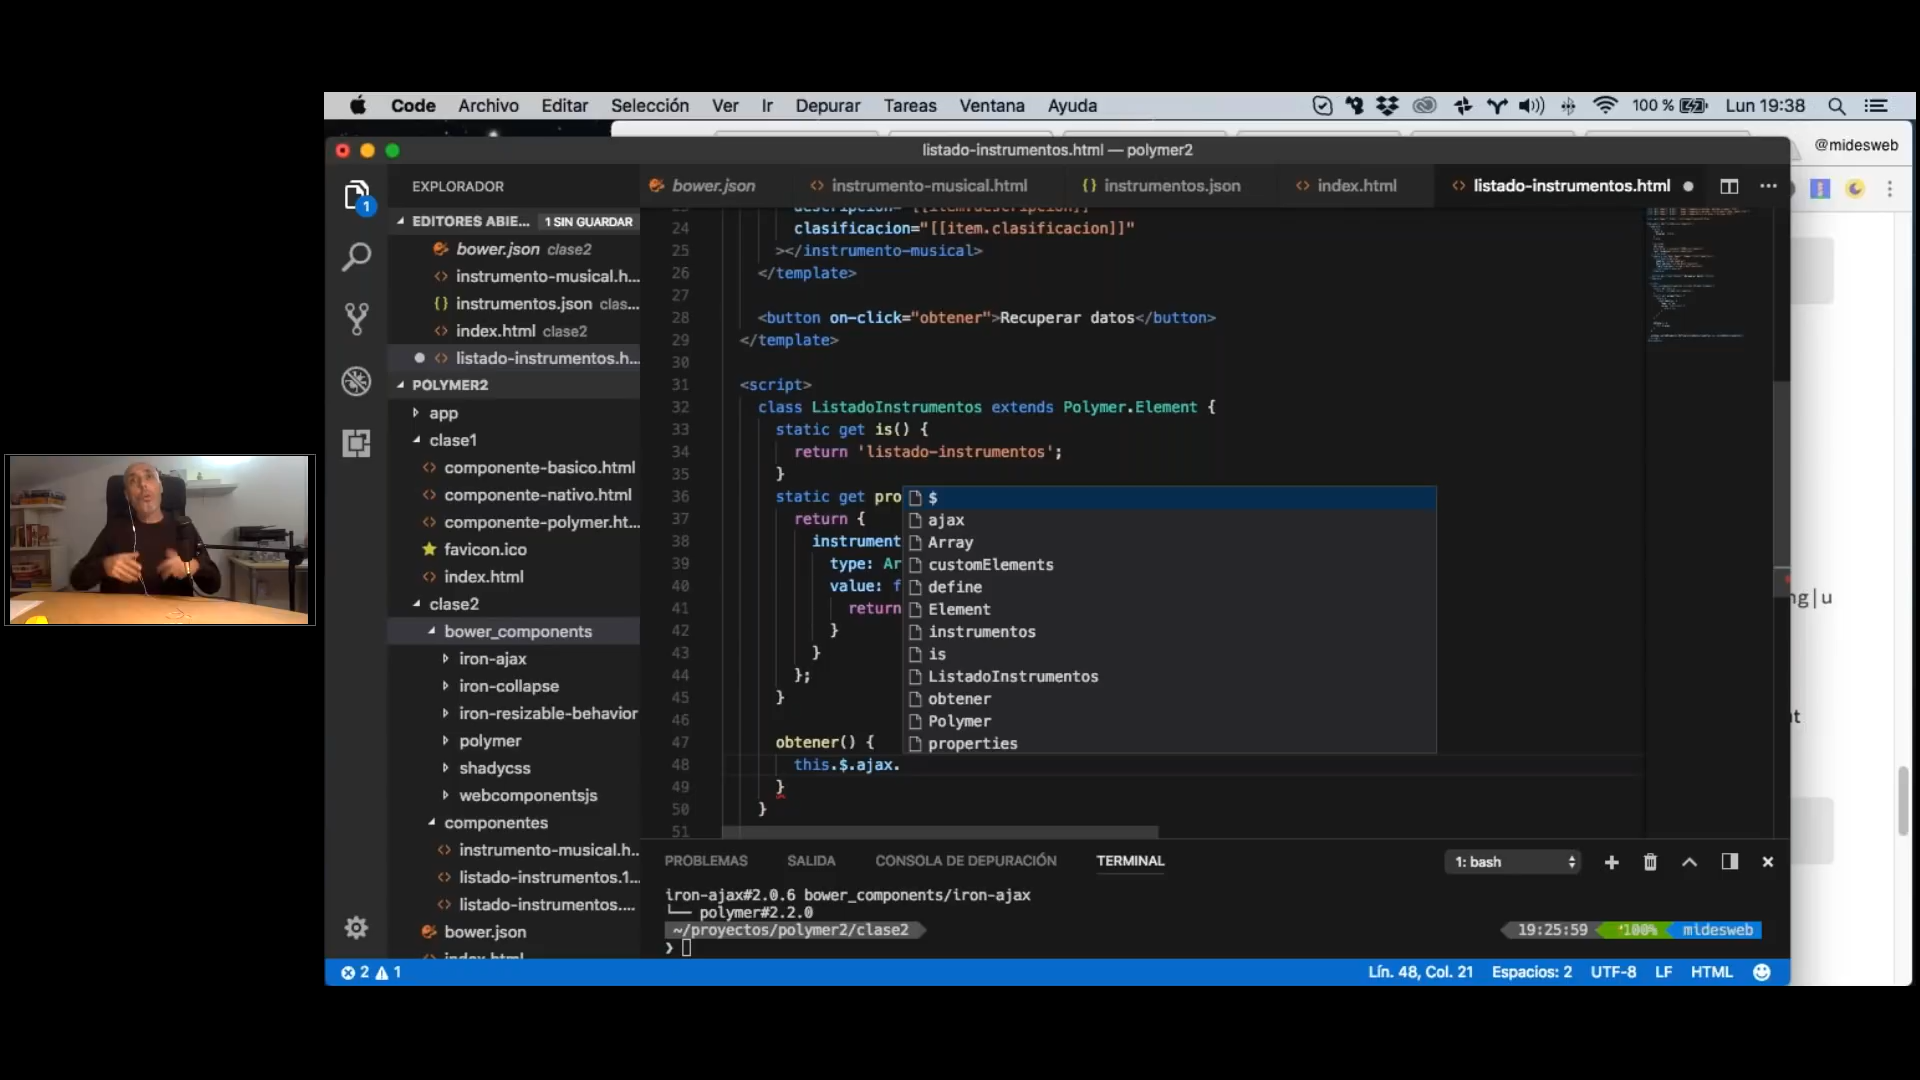 Code Archivo Editar Selección Ver Ir Depurar Tareas Ventana Ayuda 100 % Lun 19:38
@midesweb
listado-instrumentos.html — polymer2
EXPLORADOR
bower.json instrumento-musical.html instrumentos.json index.html listado-instrumentos.html
EDITORES ABIE... 1 SIN GUARDAR
bower.json clase2
instrumento-musical.h...
instrumentos.json clas...
index.html clase2
listado-instrumentos.h...
POLYMER2
app
clase1
componente-basico.html
componente-nativo.html
componente-polymer.ht...
favicon.ico
index.html
clase2
bower_components
iron-ajax
iron-collapse
iron-resizable-behavior
polymer
shadycss
webcomponentsjs
componentes
instrumento-musical.h...
listado-instrumentos.1...
listado-instrumentos....
bower.json
index.html
23 descripcion="[[item.descripcion]]"
24 clasificacion="[[item.clasificacion]]"
25 ></instrumento-musical>
26 </template>
27
28 <button on-click="obtener">Recuperar datos</button>
29 </template>
30
31 <script>
32 class ListadoInstrumentos extends Polymer.Element {
33 static get is() {
34 return 'listado-instrumentos';
35 }
36 static get pro
37 return {
38 instrument
39 type: Ar
40 value: f
41 return
42 }
43 }
44 };
45 }
46
47 obtener() {
48 this.$.ajax.
49 }
50 }
51
$
ajax
Array
customElements
define
Element
instrumentos
is
ListadoInstrumentos
obtener
Polymer
properties
ng|u
t
PROBLEMAS SALIDA CONSOLA DE DEPURACIÓN TERMINAL 1: bash
iron-ajax#2.0.6 bower_components/iron-ajax
└── polymer#2.2.0
~/proyectos/polymer2/clase2 19:25:59 100% midesweb
❯
2 1 Lín. 48, Col. 21 Espacios: 2 UTF-8 LF HTML
1